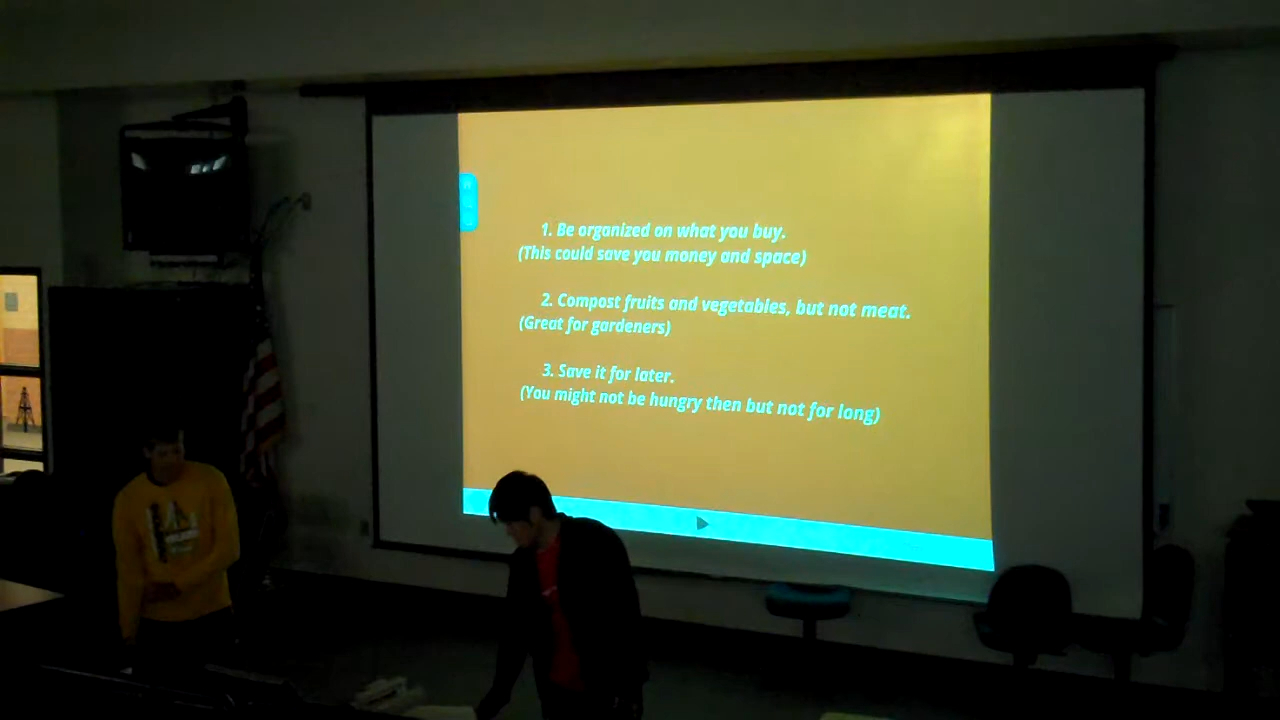 1. Be organized on what you buy.
(This could save you money and space)
2. Compost fruits and vegetables, but not meat.
(Great for gardeners)
3. Save it for later.
(You might not be hungry then but not for long)